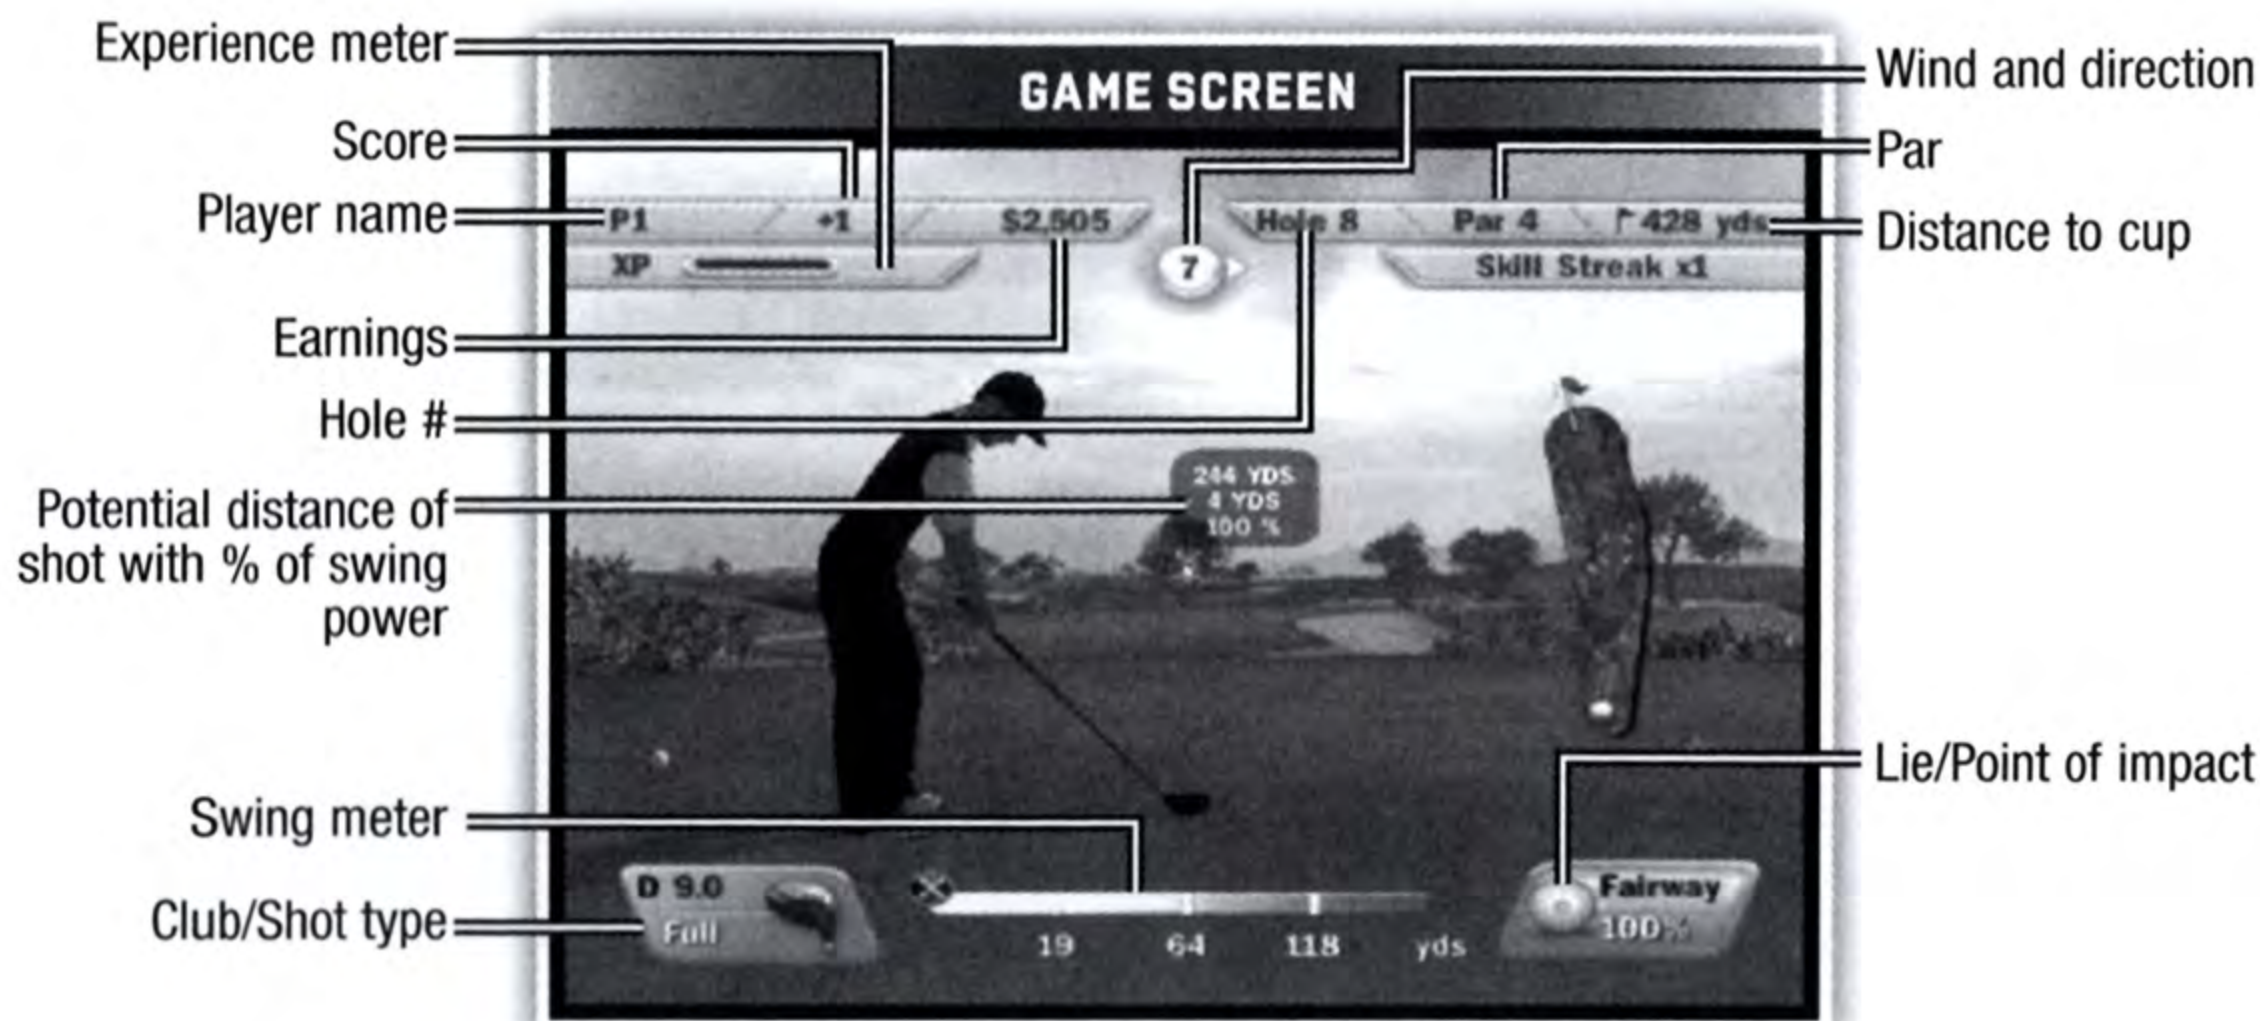 GAME SCREEN
Experience meter
Score
Player name
Earnings
Hole #
Potential distance of
shot with % of swing
power
Swing meter
Club/Shot type
Wind and direction
Par
Distance to cup
Lie/Point of impact
P1
+1
$2,505
Hole 8
Par 4
428 yds
XP
7
Skill Streak x1
244 YDS
4 YDS
100 %
D 9.0
Full
19 64 118 yds
Fairway
100%